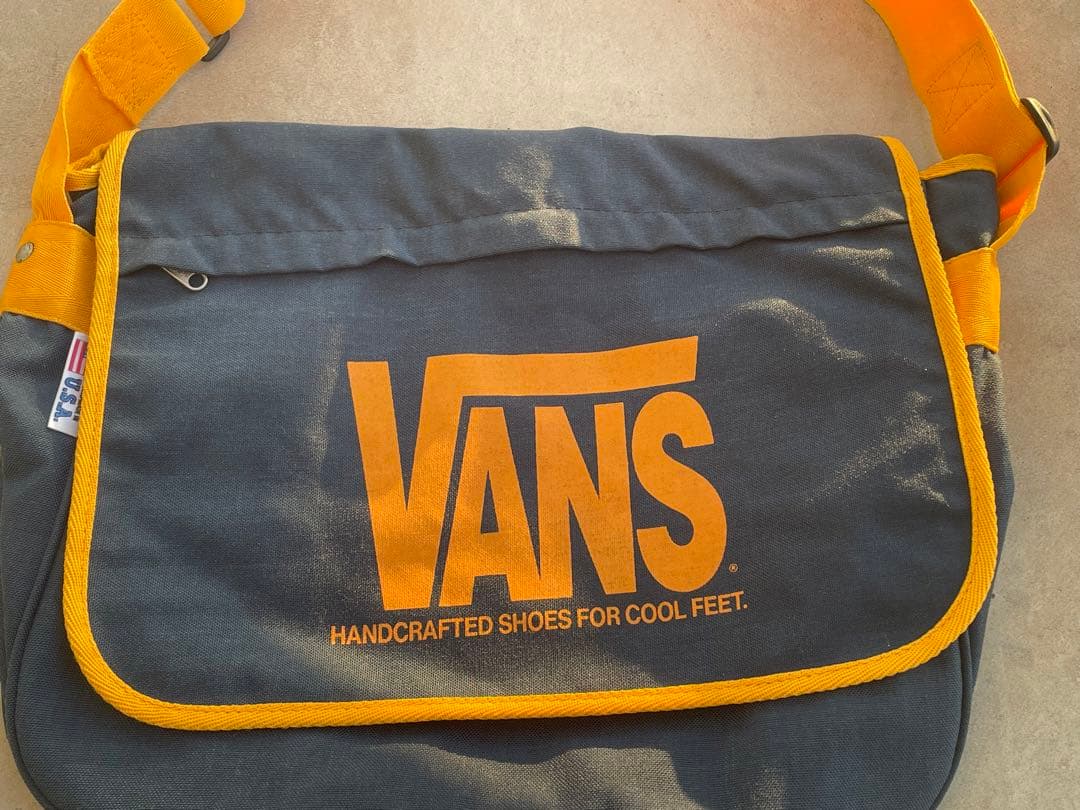 VANS®
HANDCRAFTED SHOES FOR COOL FEET.
U.S.A.